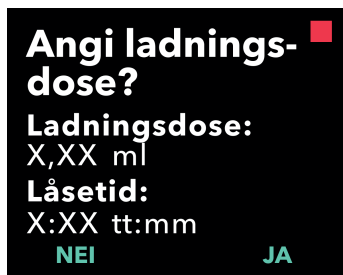 Angi ladnings-
dose?
Ladningsdose:
X,XX ml
Låsetid:
X:XX tt:mm
NEI JA